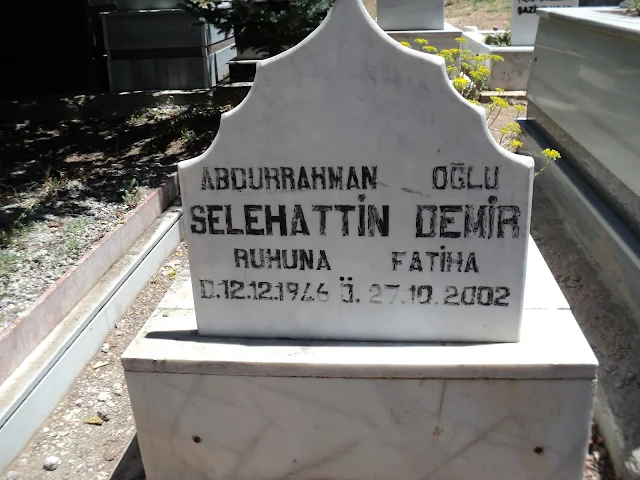 ABDURRAHMAN OĞLU
SELEHATTİN DEMİR
RUHUNA FATİHA
D.12.12.1946 Ö. 27.10.2002